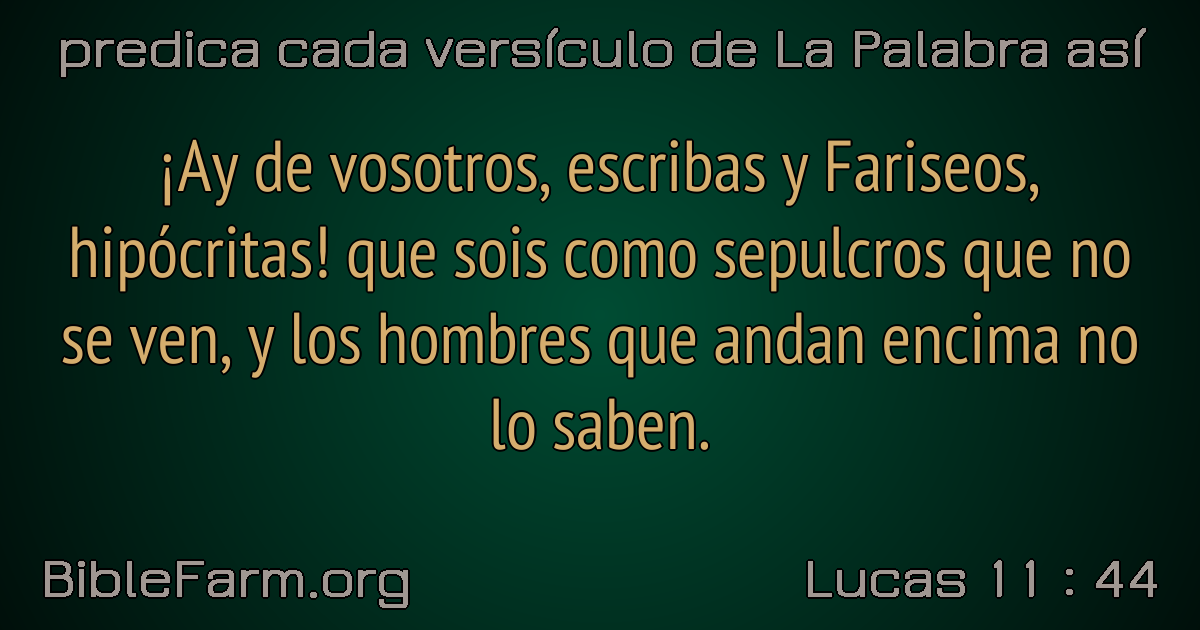 predica cada versículo de La Palabra así
¡Ay de vosotros, escribas y Fariseos,
hipócritas! que sois como sepulcros que no
se ven, y los hombres que andan encima no
lo saben.
BibleFarm.org
Lucas 11 : 44